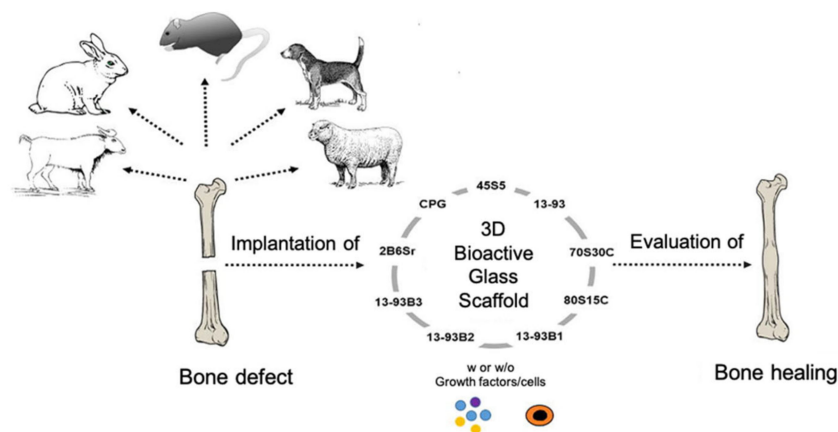 45S5
CPG
13-93
Implantation of
3D
Bioactive
Glass
Scaffold
Evaluation of
2B6Sr
70S30C
13-93B3
80S15C
13-93B2
13-93B1
Bone defect
w or w/o
Growth factors/cells
Bone healing